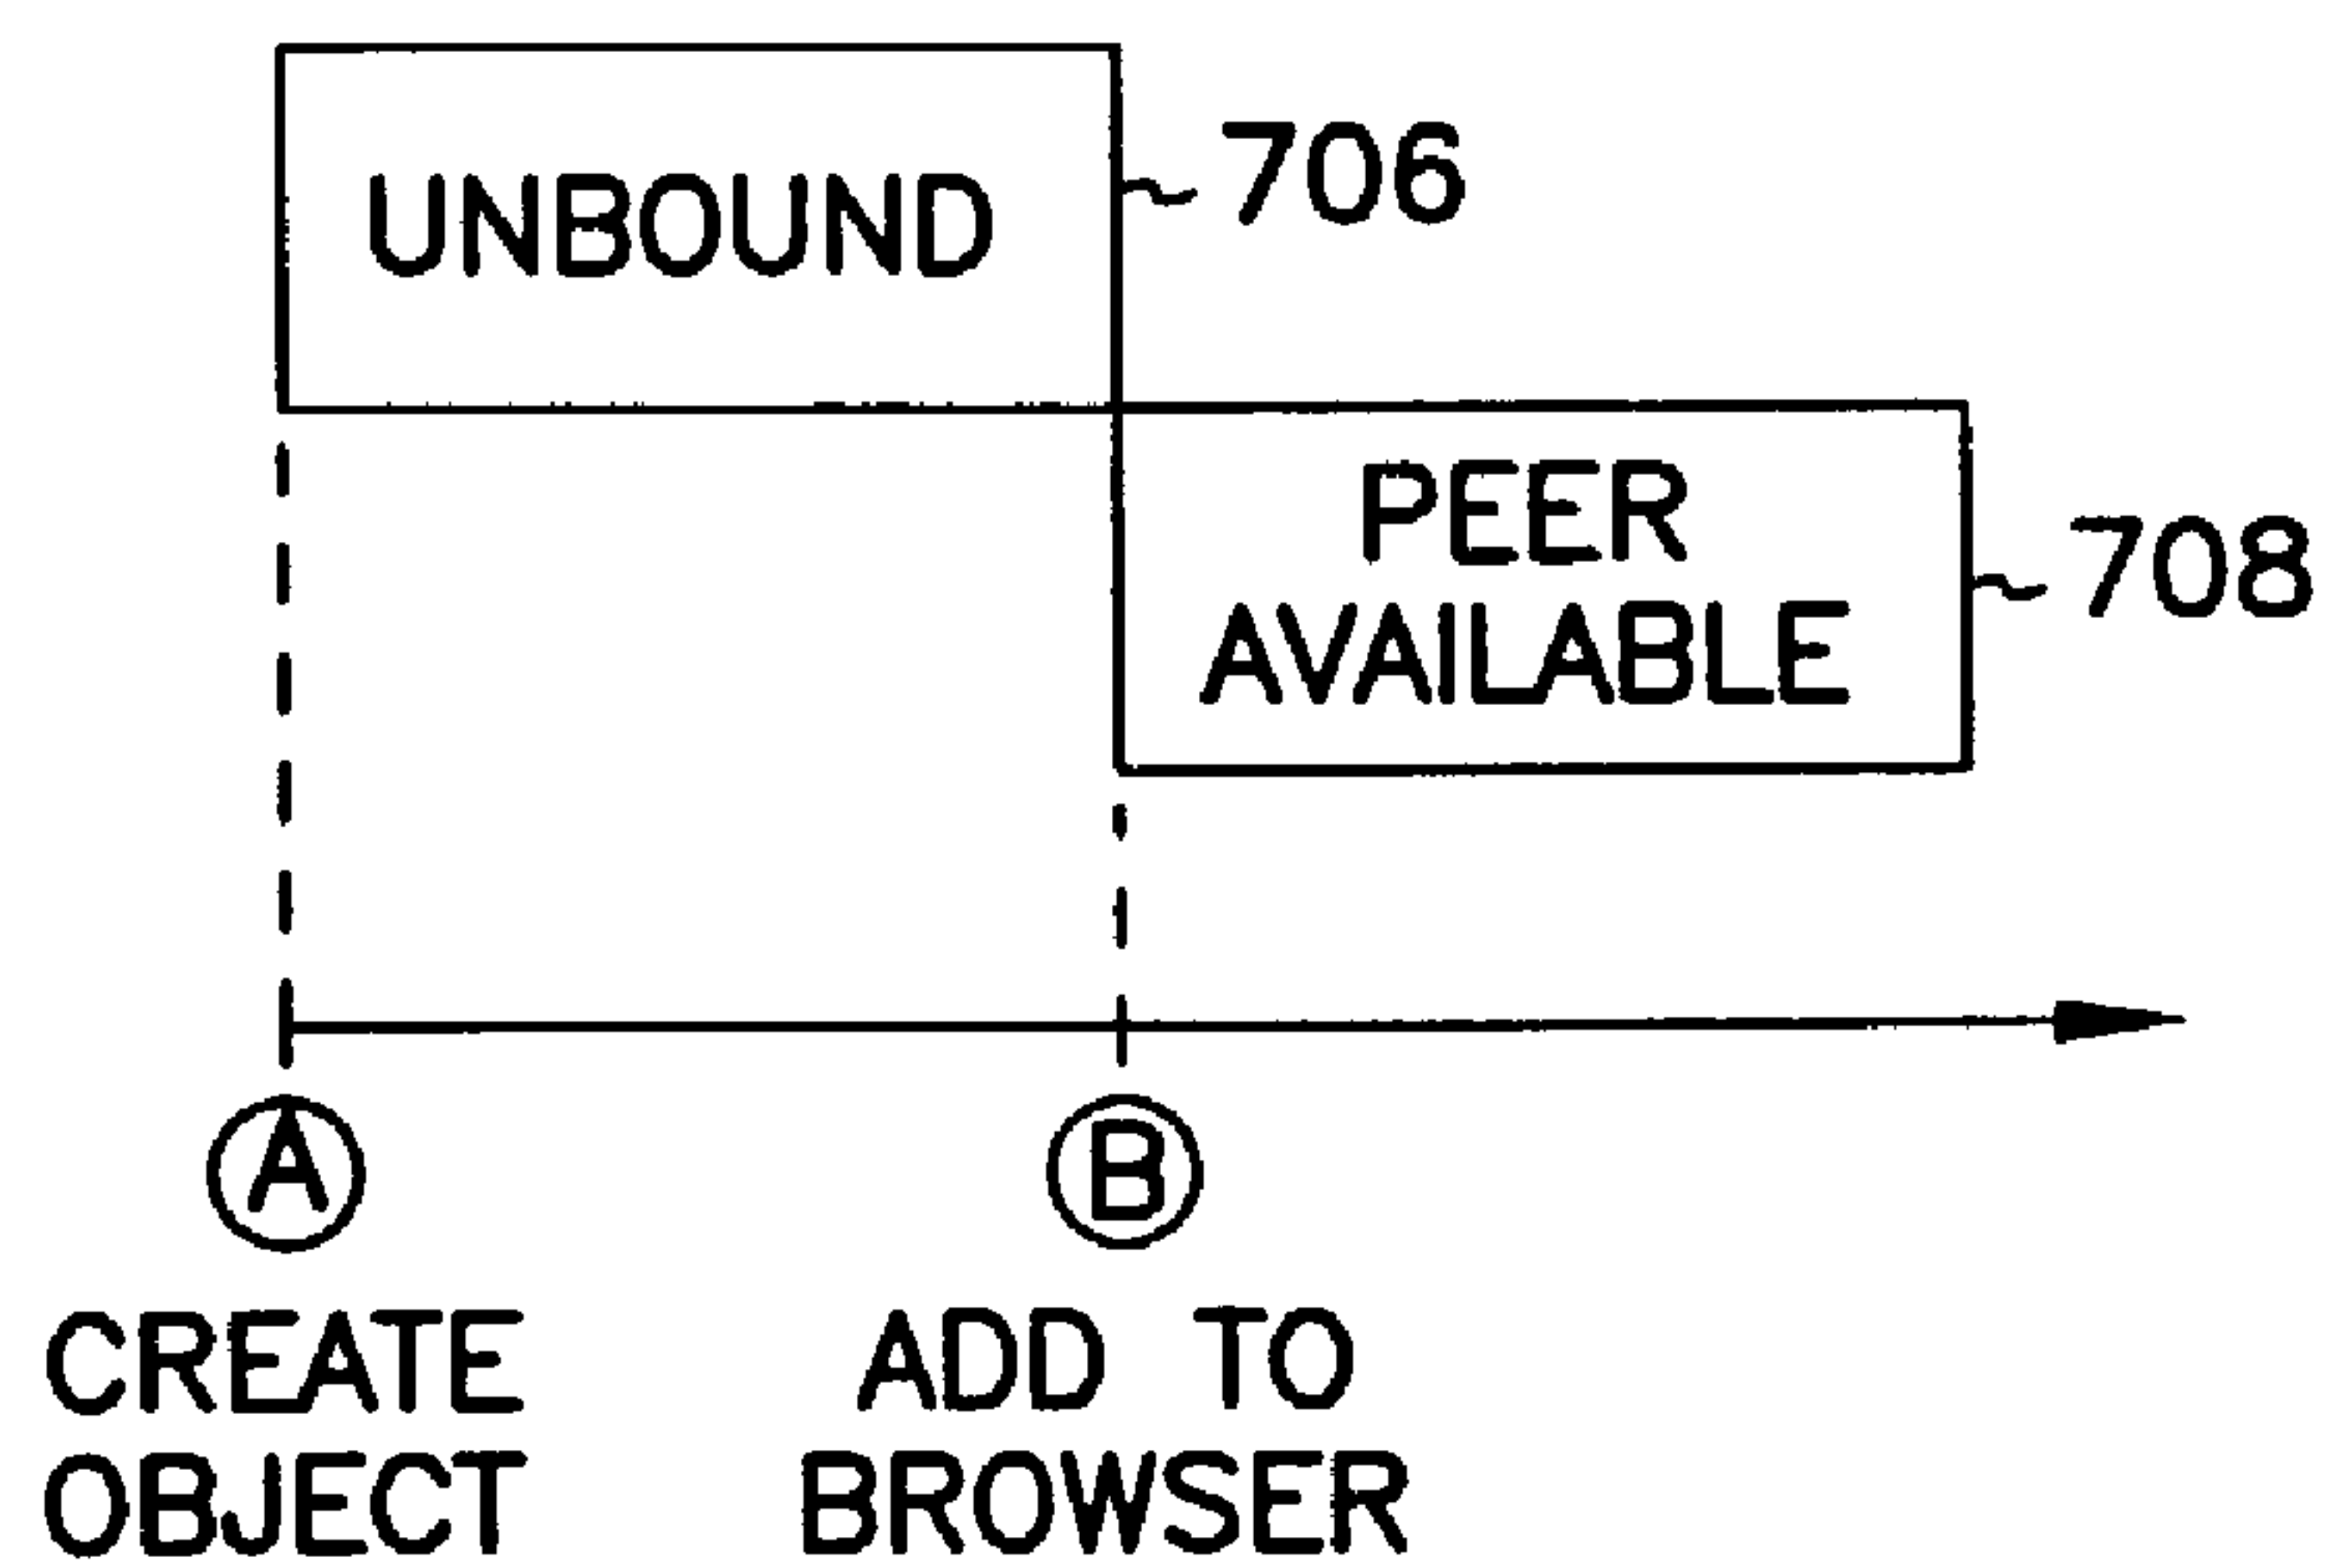 UNBOUND
706
PEER
AVAILABLE
708
A
B
CREATE
OBJECT
ADD TO
BROWSER